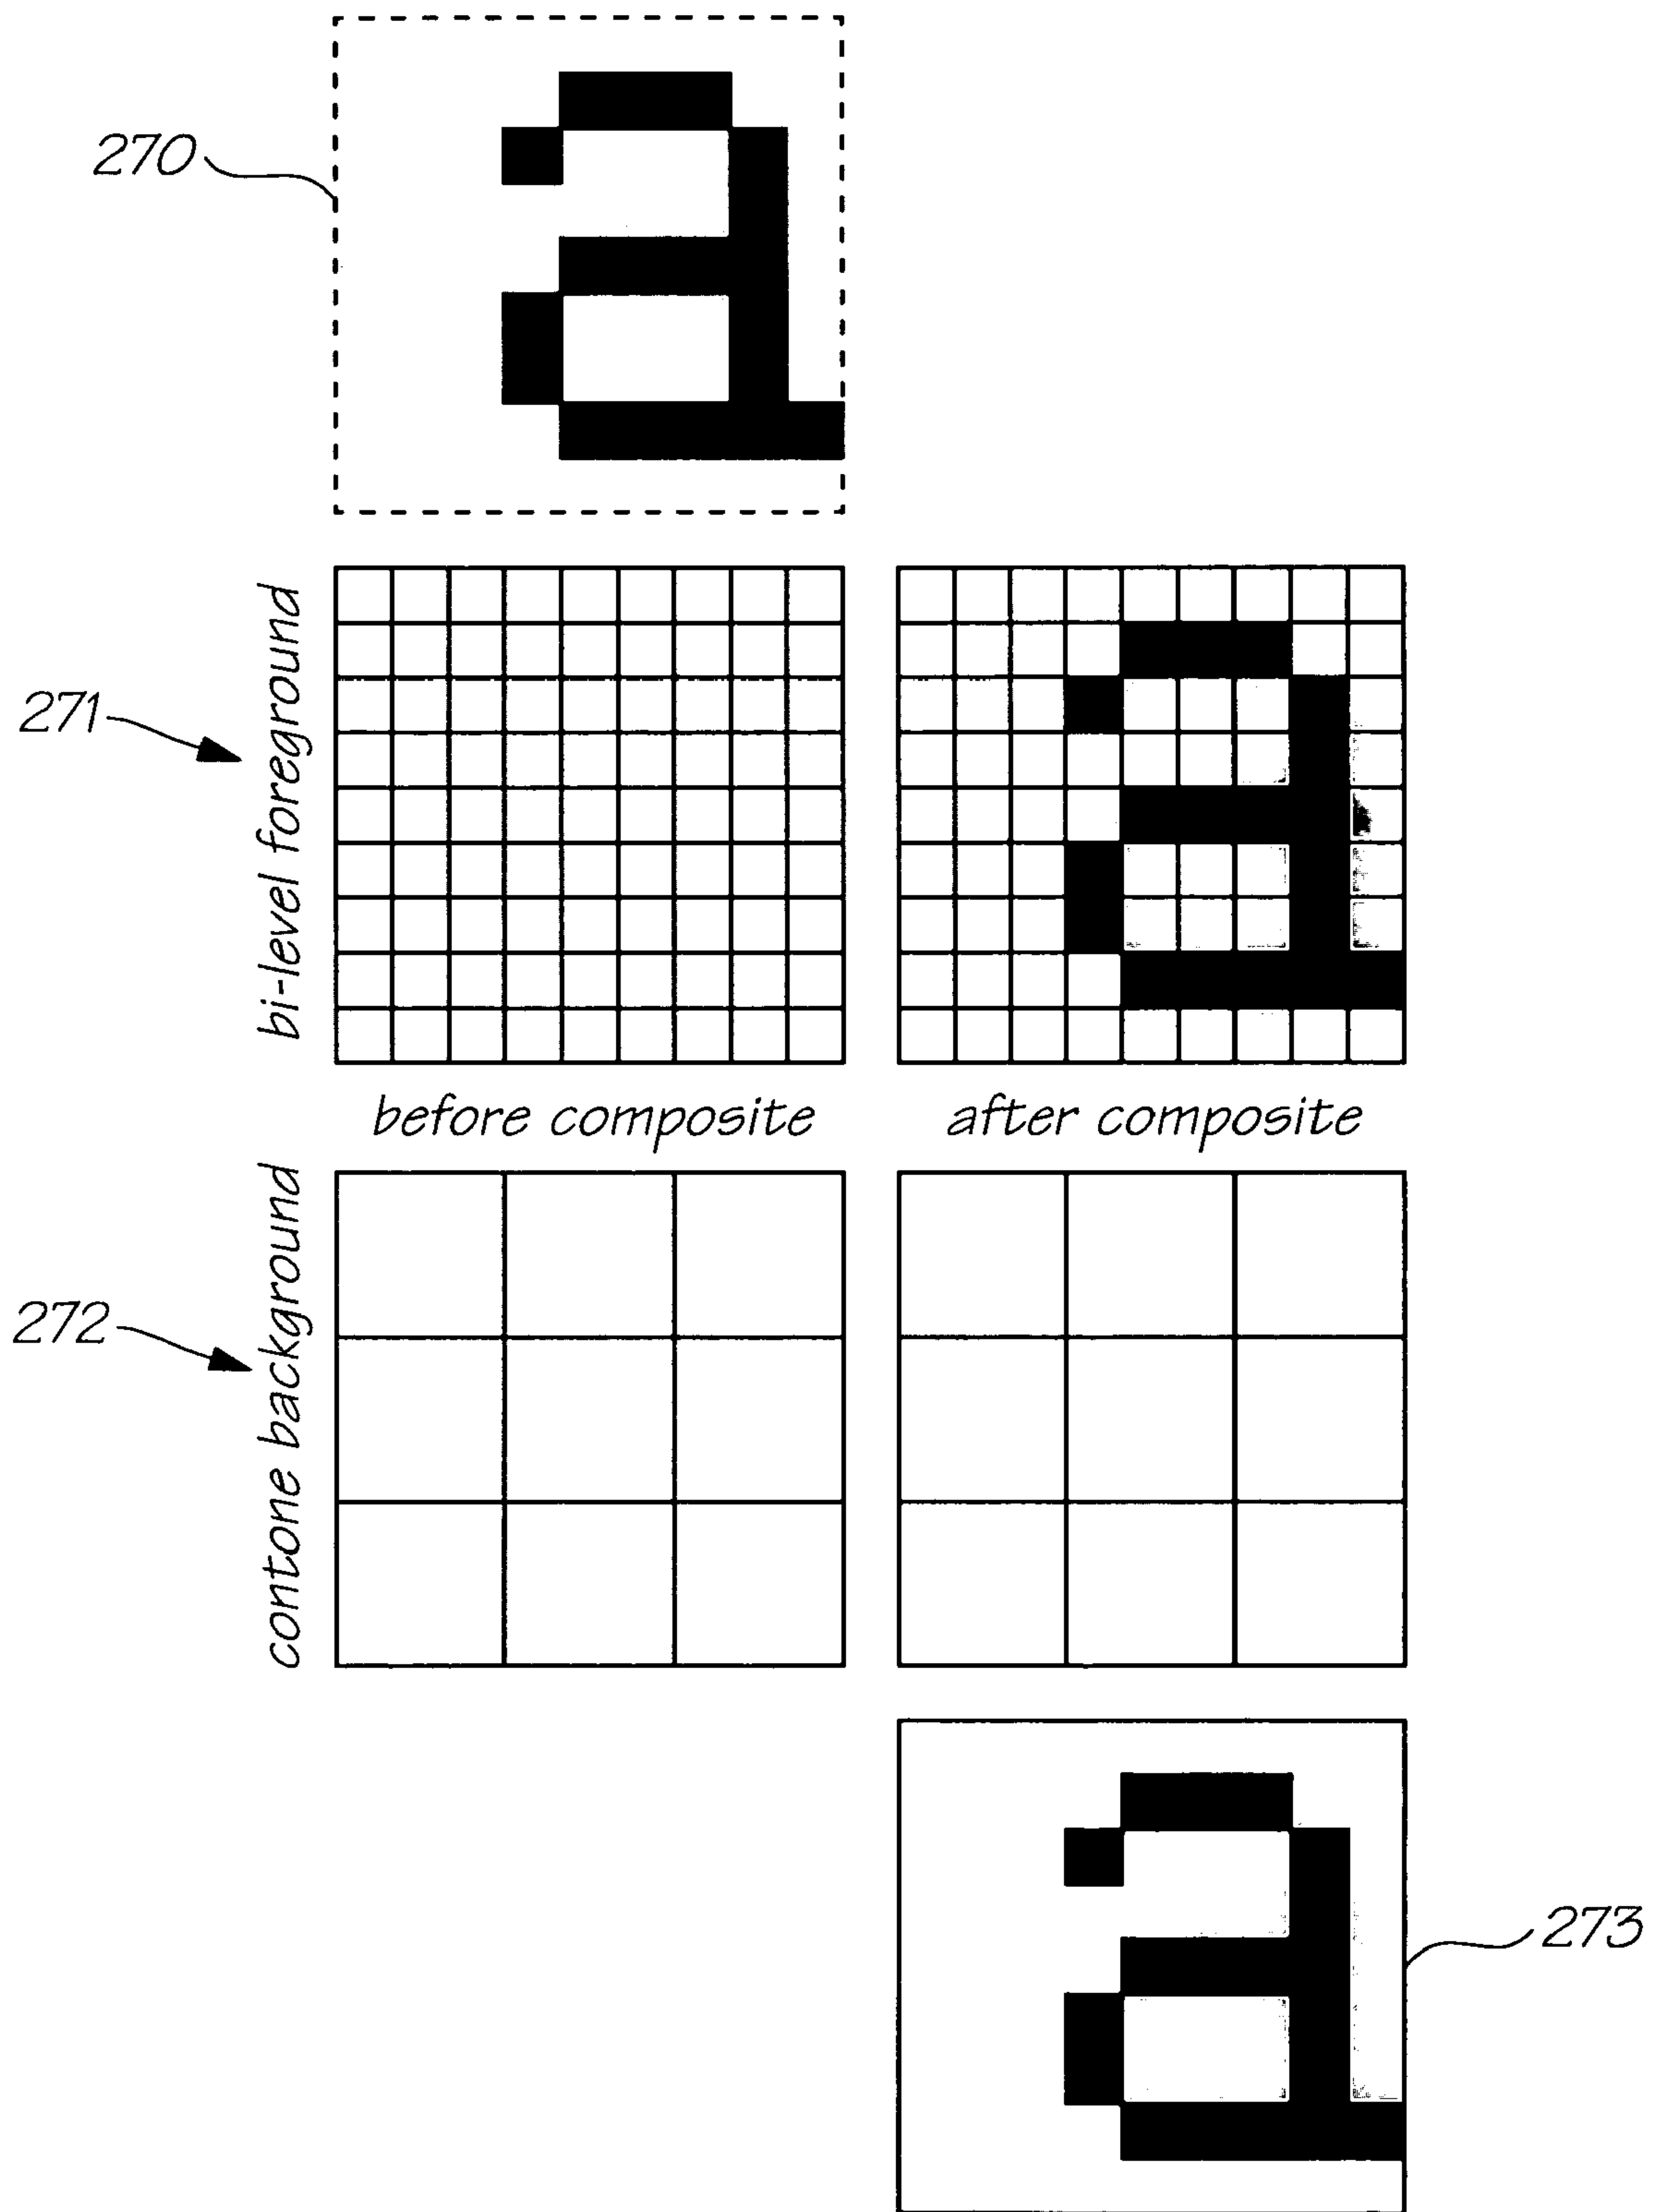 270
a
271
bi-level foreground
a
before composite
after composite
contone background
272
a
273